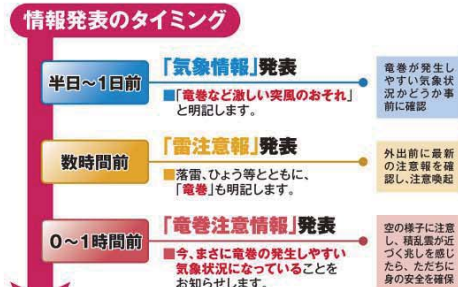 情報発表のタイミング
半日～1日前
「気象情報」発表
■「竜巻など激しい突風のおそれ」
と明記します。
竜巻が発生し
やすい気象状
況かどうか事
前に確認
数時間前
「雷注意報」発表
■落雷、ひょう等とともに、
「竜巻」も明記します。
外出前に最新
の注意報を確
認し、注意喚起
0～1時間前
「竜巻注意情報」発表
■今、まさに竜巻の発生しやすい
気象状況になっていることを
お知らせします。
空の様子に注意
し、積乱雲が近
づく兆しを感じ
たら、ただちに
身の安全を確保